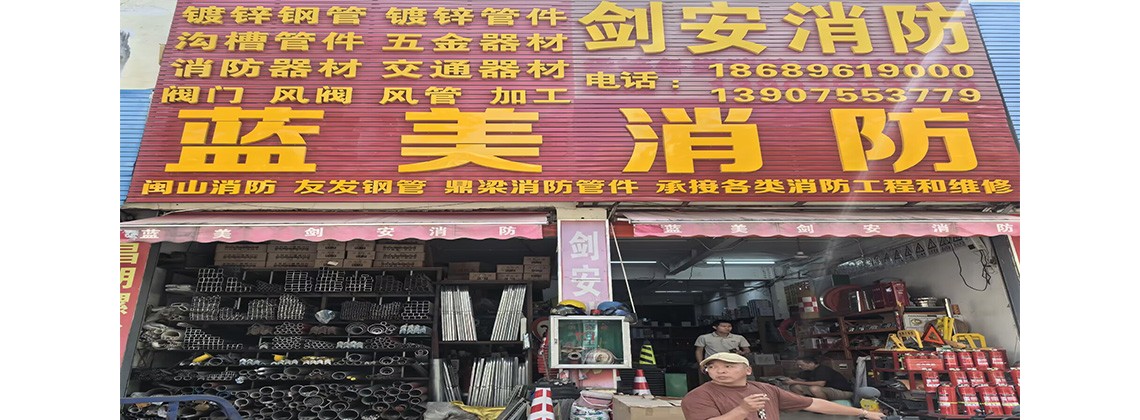 镀锌钢管 镀锌管件
沟槽管件 五金器材
消防器材 交通器材
阀门 风阀 风管 加工
剑安消防
电话：18689619000
13907553779
蓝美消防
闽山消防 友发钢管 鼎梁消防管件 承接各类消防工程和维修
蓝美剑安消防
蓝美剑安消防
剑安